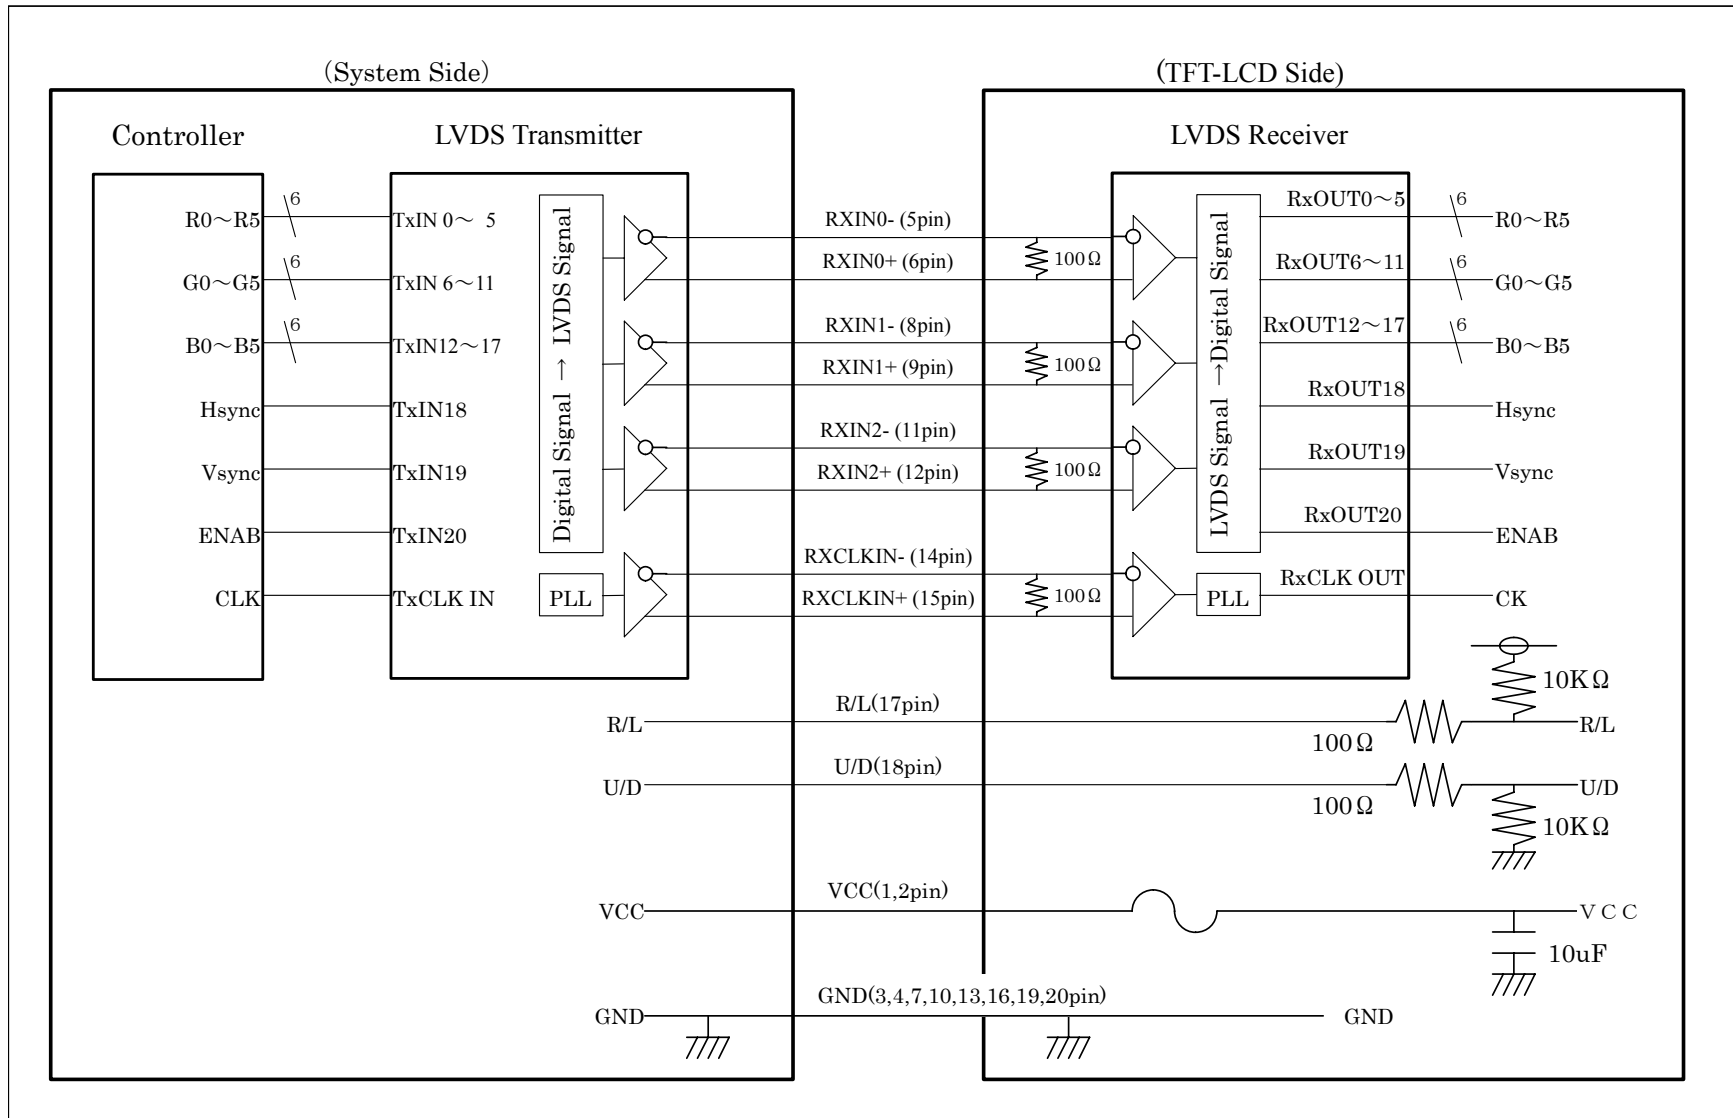 (System Side)
(TFT-LCD Side)
Controller
LVDS Transmitter
LVDS Receiver
R0~R5
6
TxIN 0~ 5
G0~G5
6
TxIN 6~11
B0~B5
6
TxIN12~17
Hsync
TxIN18
Vsync
TxIN19
ENAB
TxIN20
CLK
TxCLK IN
Digital Signal → LVDS Signal
PLL
RXIN0- (5pin)
RXIN0+ (6pin)
100Ω
RXIN1- (8pin)
RXIN1+ (9pin)
100Ω
RXIN2- (11pin)
RXIN2+ (12pin)
100Ω
RXCLKIN- (14pin)
RXCLKIN+ (15pin)
100Ω
LVDS Signal →Digital Signal
PLL
RxOUT0~5
6
R0~R5
RxOUT6~11
6
G0~G5
RxOUT12~17
6
B0~B5
RxOUT18
Hsync
RxOUT19
Vsync
RxOUT20
ENAB
RxCLK OUT
CK
10KΩ
R/L
R/L(17pin)
100Ω
R/L
U/D
U/D(18pin)
100Ω
U/D
10KΩ
VCC
VCC(1,2pin)
VCC
10uF
GND
GND(3,4,7,10,13,16,19,20pin)
GND